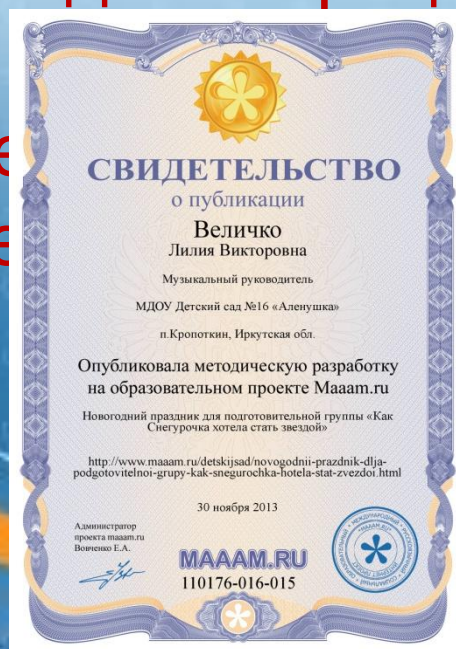 СВИДЕТЕЛЬСТВО
о публикации
Величко
Лилия Викторовна
Музыкальный руководитель
МДОУ Детский сад №16 «Аленушка»
п.Кропоткин, Иркутская обл.
Опубликовала методическую разработку
на образовательном проекте Maaam.ru
Новогодний праздник для подготовительной группы «Как
Снегурочка хотела стать звездой»
http://www.maaam.ru/detskijsad/novogodnii-prazdnik-dlja-
podgotovitelnoi-grupy-kak-snegurochka-hotela-stat-zvezdoi.html
30 ноября 2013
Администратор
проекта maaam.ru
Вовченко Е.А.
MAAAM.RU
110176-016-015